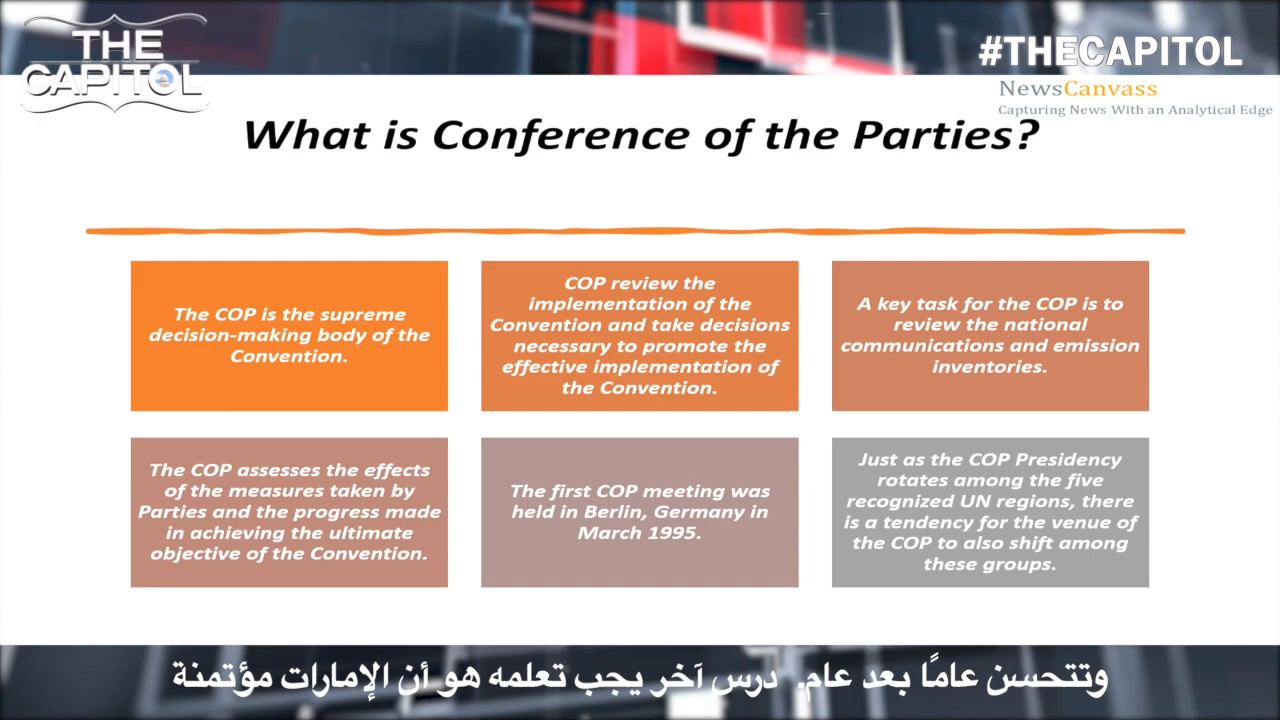 THE
CAPITOL
#THECAPITOL
NewsCanvass
Capturing News With an Analytical Edge
What is Conference of the Parties?
The COP is the supreme
decision-making body of the
Convention.
COP review the
implementation of the
Convention and take decisions
necessary to promote the
effective implementation of
the Convention.
A key task for the COP is to
review the national
communications and emission
inventories.
The COP assesses the effects
of the measures taken by
Parties and the progress made
in achieving the ultimate
objective of the Convention.
The first COP meeting was
held in Berlin, Germany in
March 1995.
Just as the COP Presidency
rotates among the five
recognized UN regions, there
is a tendency for the venue of
the COP to also shift among
these groups.
وتتحسن عامًا بعد عام. درس آخر يجب تعلمه هو أن الإمارات مؤتمنة